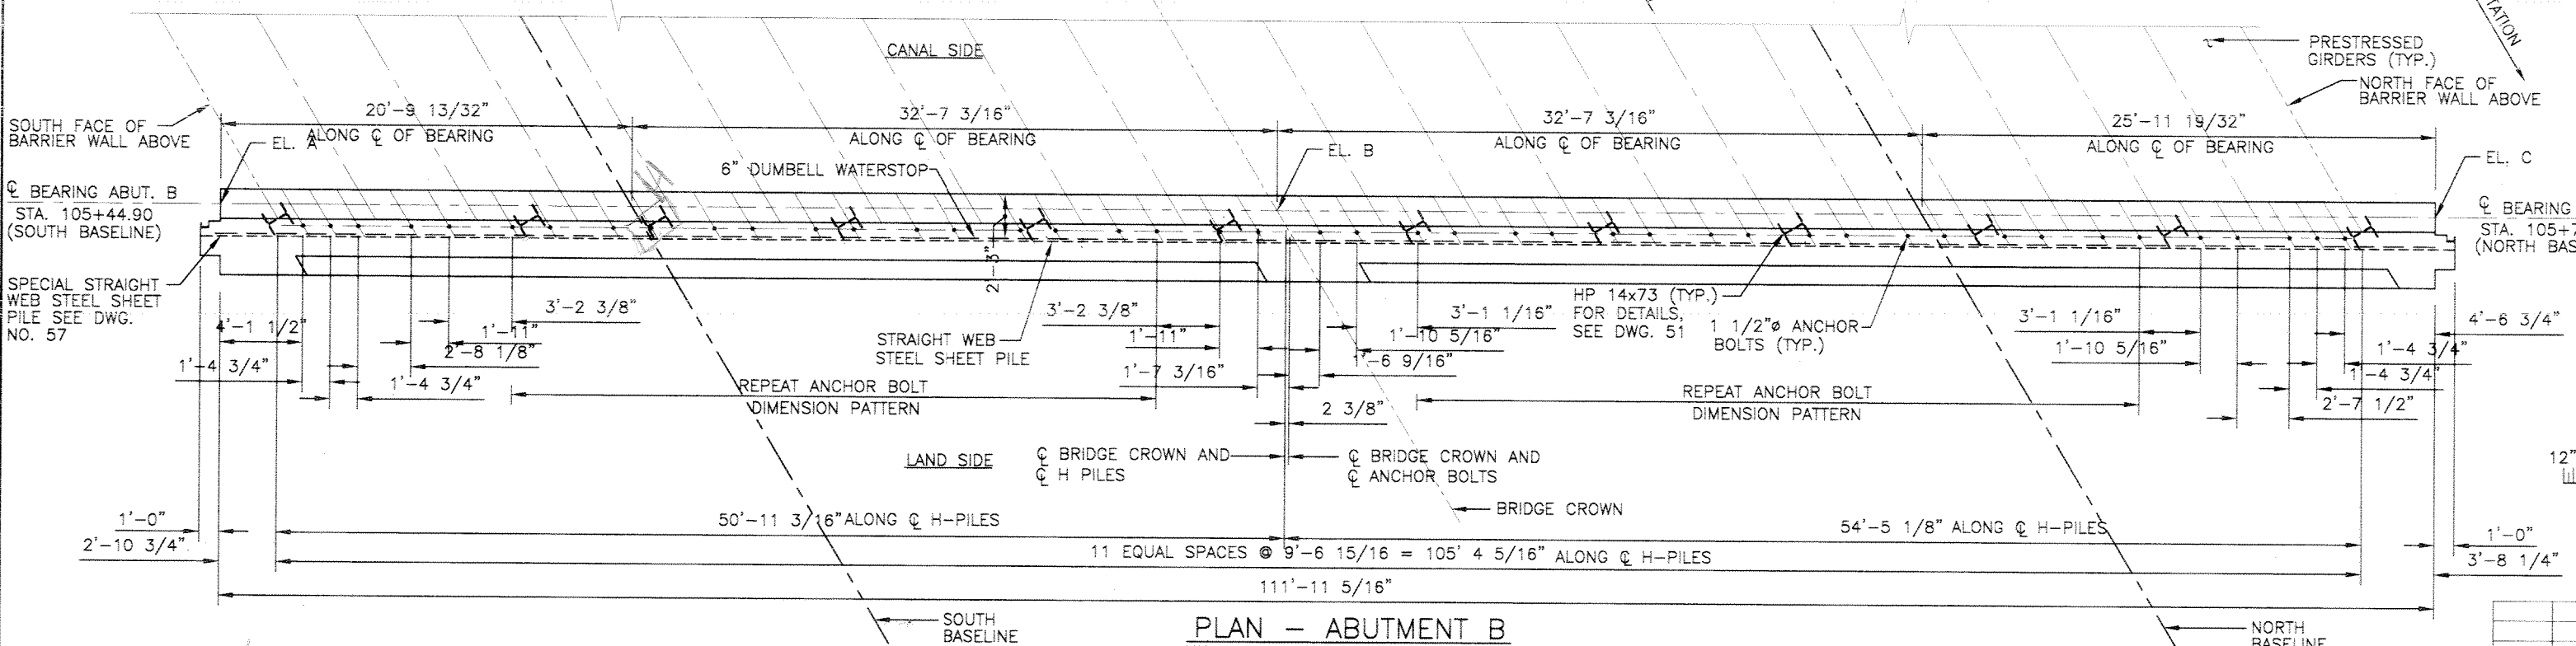 TATION
CANAL SIDE
PRESTRESSED
GIRDERS (TYP.)
NORTH FACE OF
BARRIER WALL ABOVE
SOUTH FACE OF
BARRIER WALL ABOVE
20'-9 13/32"
ALONG ℄ OF BEARING
32'-7 3/16"
ALONG ℄ OF BEARING
32'-7 3/16"
ALONG ℄ OF BEARING
25'-11 19/32"
ALONG ℄ OF BEARING
EL. A
EL. B
EL. C
6" DUMBELL WATERSTOP
℄ BEARING ABUT. B
STA. 105+44.90
(SOUTH BASELINE)
℄ BEARING
STA. 105+7
(NORTH BAS
SPECIAL STRAIGHT
WEB STEEL SHEET
PILE SEE DWG.
NO. 57
2'-3"
STRAIGHT WEB
STEEL SHEET PILE
HP 14x73 (TYP.)
FOR DETAILS,
SEE DWG. 51
1 1/2"ø ANCHOR
BOLTS (TYP.)
4'-1 1/2"
3'-2 3/8"
1'-11"
2'-8 1/8"
1'-4 3/4"
1'-4 3/4"
3'-2 3/8"
1'-11"
1'-7 3/16"
3'-1 1/16"
1'-10 5/16"
1'-6 9/16"
2 3/8"
3'-1 1/16"
1'-10 5/16"
4'-6 3/4"
1'-4 3/4"
1'-4 3/4"
2'-7 1/2"
REPEAT ANCHOR BOLT
DIMENSION PATTERN
REPEAT ANCHOR BOLT
DIMENSION PATTERN
LAND SIDE
℄ BRIDGE CROWN AND
℄ H PILES
℄ BRIDGE CROWN AND
℄ ANCHOR BOLTS
BRIDGE CROWN
12"
1'-0"
2'-10 3/4"
50'-11 3/16" ALONG ℄ H-PILES
54'-5 1/8" ALONG ℄ H-PILES
1'-0"
3'-8 1/4"
11 EQUAL SPACES @ 9'-6 15/16 = 105' 4 5/16" ALONG ℄ H-PILES
111'-11 5/16"
SOUTH
BASELINE
PLAN - ABUTMENT B
NORTH
BASELINE